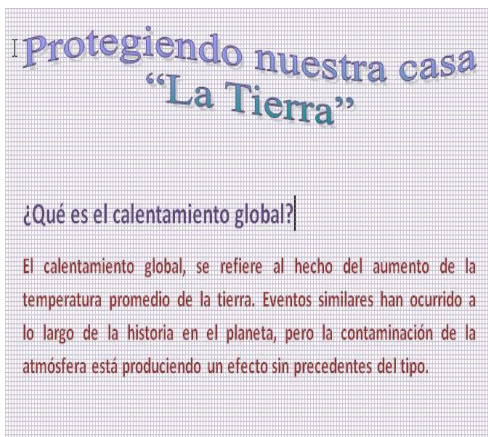 Protegiendo nuestra casa
“La Tierra”
¿Qué es el calentamiento global?
El calentamiento global, se refiere al hecho del aumento de la
temperatura promedio de la tierra. Eventos similares han ocurrido a
lo largo de la historia en el planeta, pero la contaminación de la
atmósfera está produciendo un efecto sin precedentes del tipo.